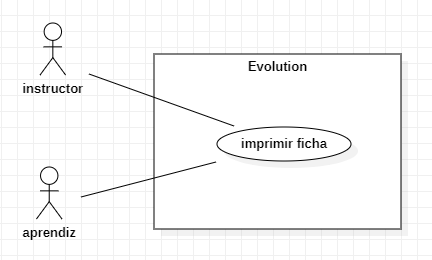 Evolution
instructor
imprimir ficha
aprendiz